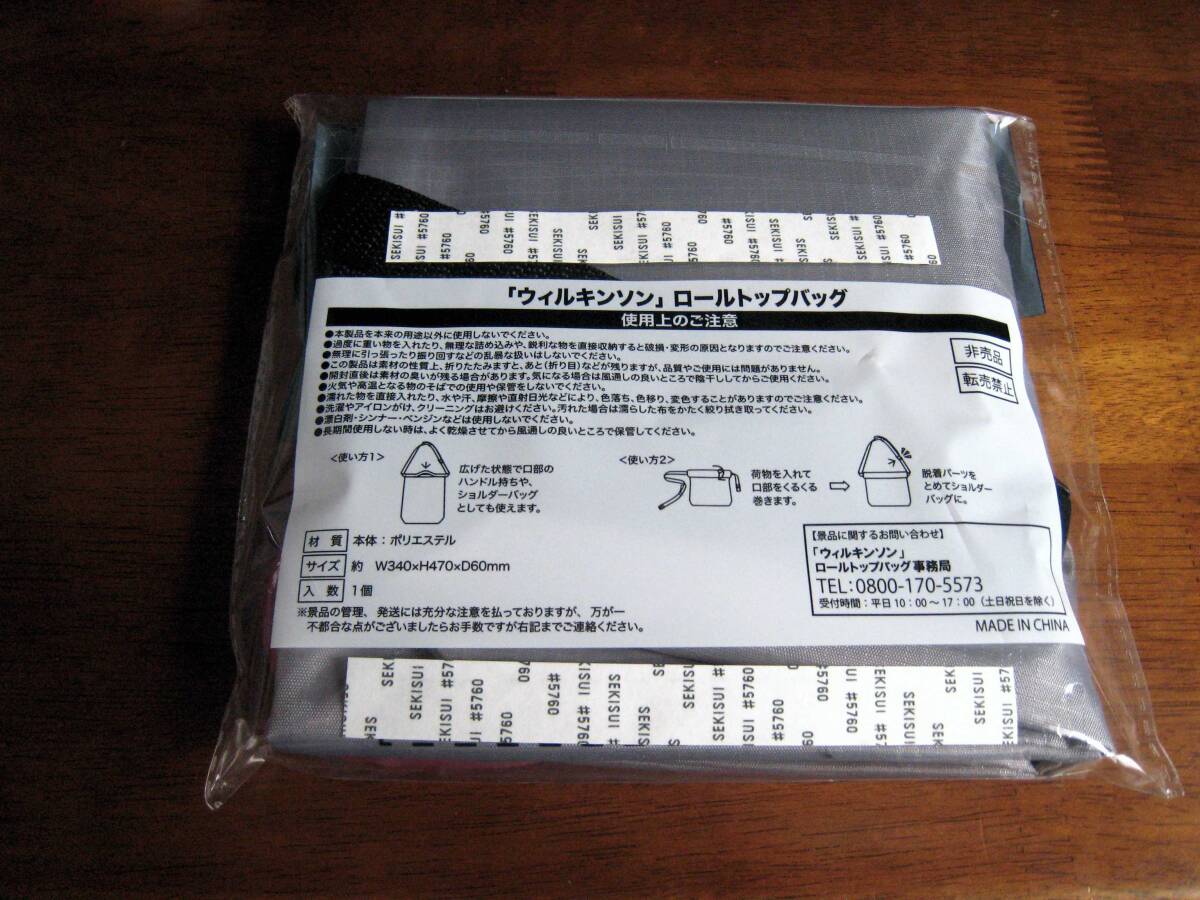 「ウィルキンソン」ロールトップバッグ
使用上のご注意
●本製品を本来の用途以外に使用しないでください。
●過度に重い物を入れたり、無理な詰め込みや、鋭利な物を直接収納すると破損・変形の原因となりますのでご注意ください。
●無理に引っ張ったり振り回すなどの乱暴な扱いはしないでください。
●この製品は素材の性質上、折りたたみますと、あと(折り目)などが残りますが、品質やご使用には問題がありません。
●開封直後は素材の臭いが残る場合があります。気になる場合は風通しの良いところで陰干ししてからご使用ください。
●火気や高温となる物のそばでの使用や保管をしないでください。
●濡れた物を直接入れたり、水や汗、摩擦や直射日光などにより、色落ち、色移り、変色することがありますのでご注意ください。
●洗濯やアイロンがけ、クリーニングはお避けください。汚れた場合は濡らした布をかたく絞り拭き取ってください。
●漂白剤・シンナー・ベンジンなどは使用しないでください。
●長期間使用しない時は、よく乾燥させてから風通しの良いところで保管してください。
非売品
転売禁止
<使い方1>
広げた状態で口部の
ハンドル持ちや、
ショルダーバッグ
としても使えます。
<使い方2>
荷物を入れて
口部をくるくる
巻きます。
脱着パーツを
とめてショルダー
バッグに。
材 質 本体:ポリエステル
サイズ 約 W340×H470×D60mm
入 数 1個
※景品の管理、発送には充分な注意を払っておりますが、万が一
不都合な点がございましたらお手数ですが右記までご連絡ください。
【景品に関するお問い合わせ】
「ウィルキンソン」
ロールトップバッグ事務局
TEL:0800-170-5573
受付時間:平日10:00～17:00(土日祝日を除く)
MADE IN CHINA
SEKISUI #5760
SEKISUI #5760